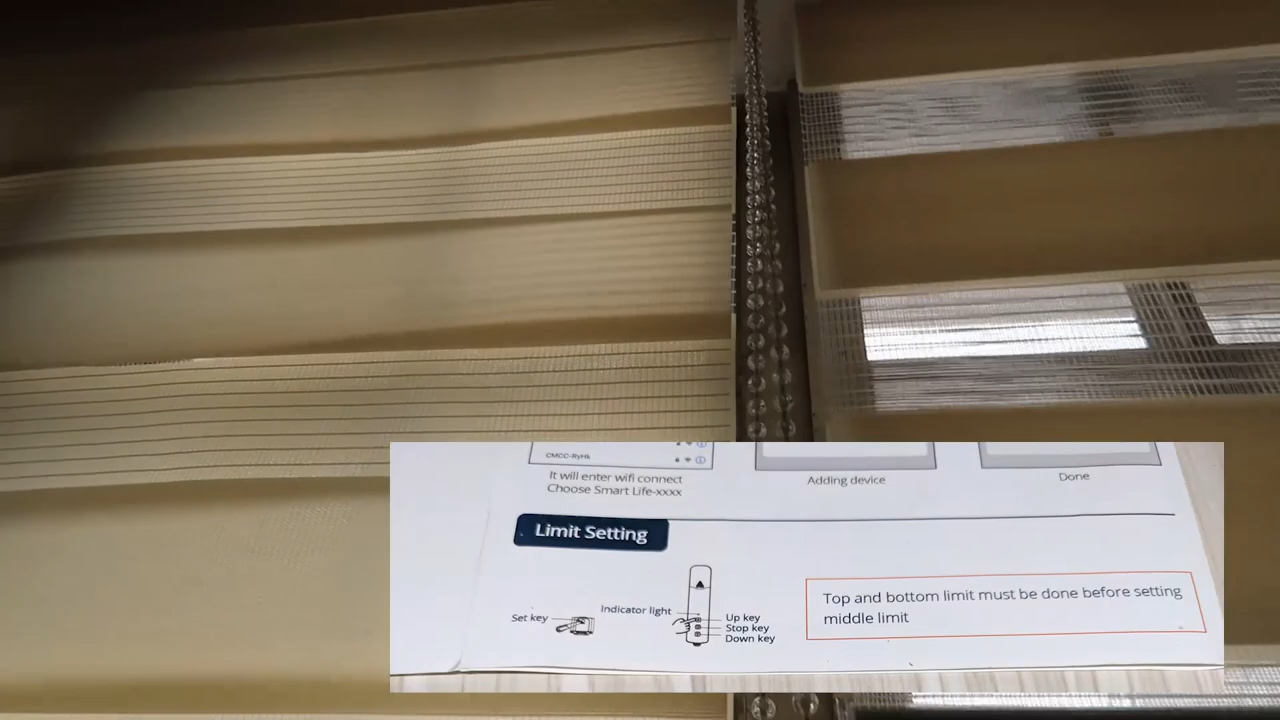 CMCC-RyHk
It will enter wifi connect
Choose Smart Life-xxxx
Adding device
Done
Limit Setting
Set key
Indicator light
Up key
Stop key
Down key
Top and bottom limit must be done before setting
middle limit